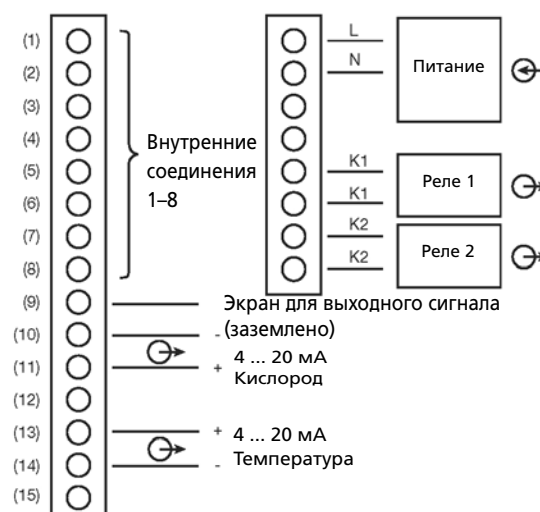 (1)
(2)
(3)
(4)
(5)
(6)
(7)
(8)
(9)
(10)
(11)
(12)
(13)
(14)
(15)
Внутренние
соединения
1–8
L
N
Питание
K1
K1
Реле 1
K2
K2
Реле 2
Экран для выходного сигнала
(заземлено)
-
4 ... 20 мА
+
Кислород
+
4 ... 20 мА
Температура
-